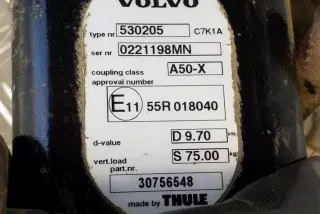 VOLVO
type nr 530205 C7K1A
ser nr 0221198MN
coupling class A50-X
approval number
E11 55R 018040
d-value D 9.70 kN
vert.load S 75.00 kg
part.nr.
30756548
made by THULE